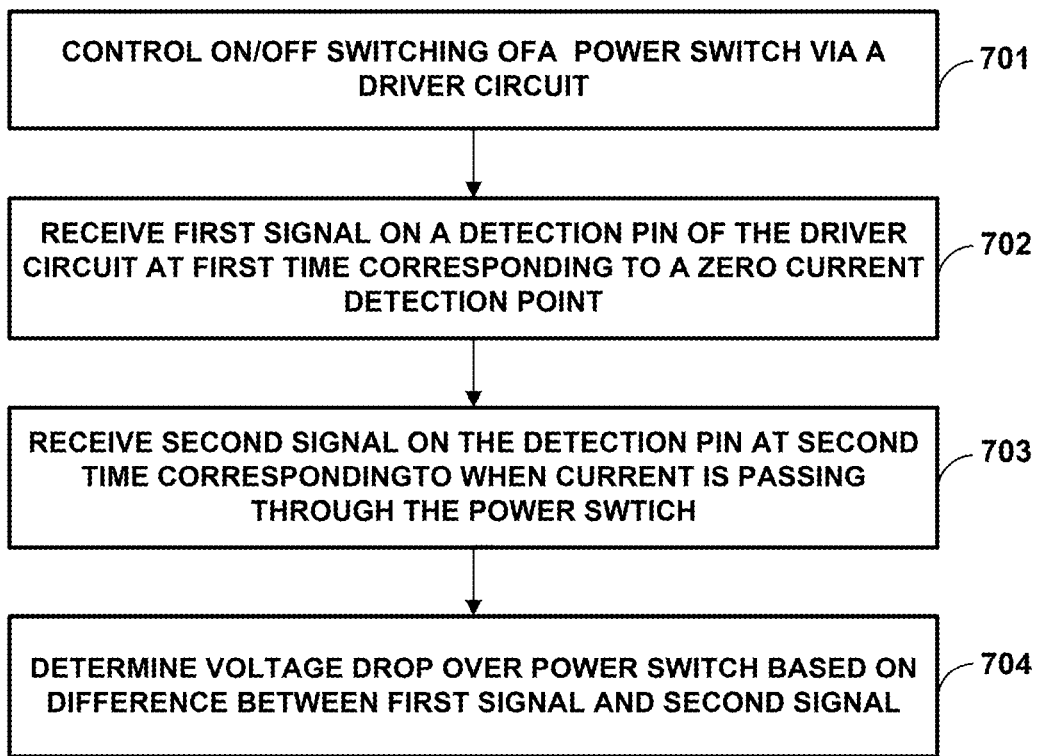 CONTROL ON/OFF SWITCHING OFA POWER SWITCH VIA A
DRIVER CIRCUIT
701
RECEIVE FIRST SIGNAL ON A DETECTION PIN OF THE DRIVER
CIRCUIT AT FIRST TIME CORRESPONDING TO A ZERO CURRENT
DETECTION POINT
702
RECEIVE SECOND SIGNAL ON THE DETECTION PIN AT SECOND
TIME CORRESPONDINGTO WHEN CURRENT IS PASSING
THROUGH THE POWER SWTICH
703
DETERMINE VOLTAGE DROP OVER POWER SWITCH BASED ON
DIFFERENCE BETWEEN FIRST SIGNAL AND SECOND SIGNAL
704